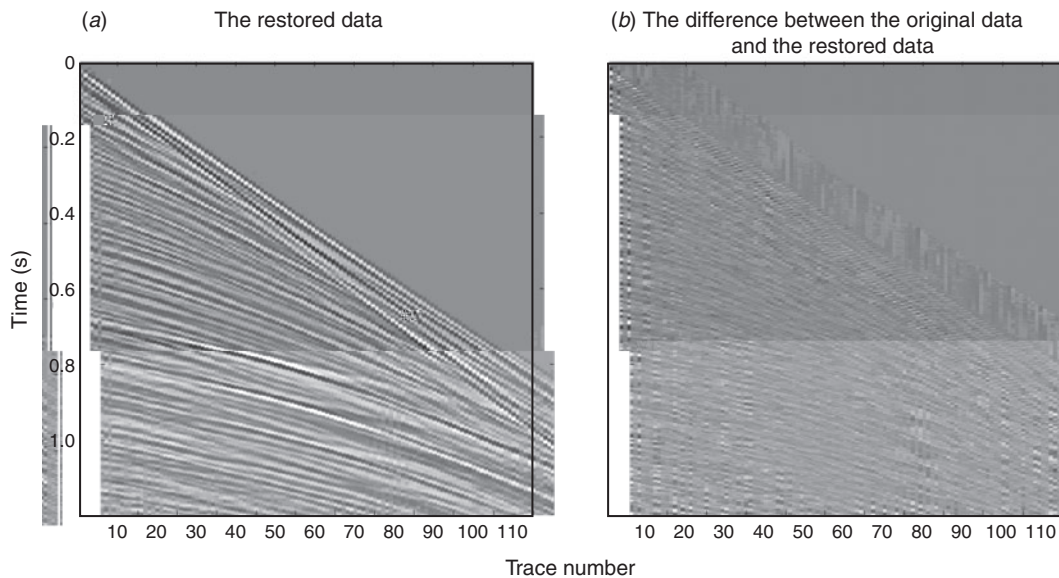 (a) The restored data
(b) The difference between the original data
and the restored data
0
0.2
0.4
0.6
0.8
1.0
Time (s)
10 20 30 40 50 60 70 80 90 100 110
10 20 30 40 50 60 70 80 90 100 110
Trace number